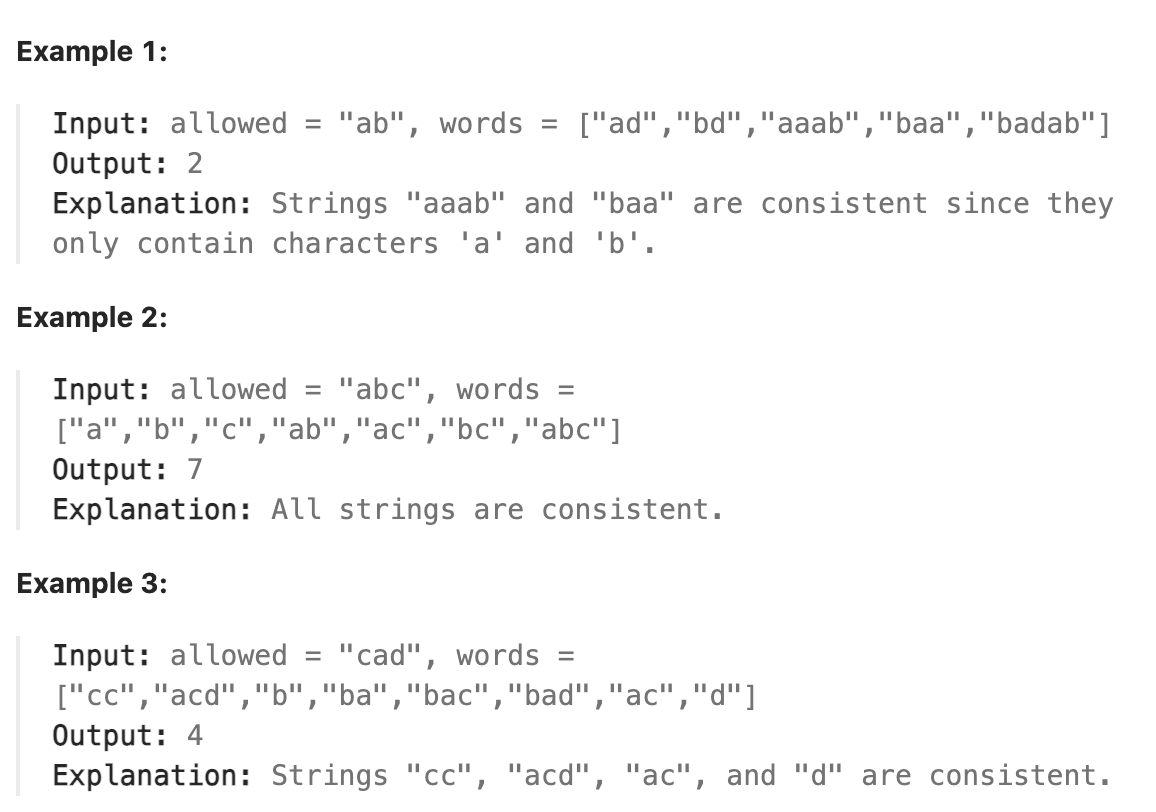 Example 1:
Input: allowed = "ab", words = ["ad","bd","aaab","baa","badab"]
Output: 2
Explanation: Strings "aaab" and "baa" are consistent since they
only contain characters 'a' and 'b'.
Example 2:
Input: allowed = "abc", words =
["a","b","c","ab","ac","bc","abc"]
Output: 7
Explanation: All strings are consistent.
Example 3:
Input: allowed = "cad", words =
["cc","acd","b","ba","bac","bad","ac","d"]
Output: 4
Explanation: Strings "cc", "acd", "ac", and "d" are consistent.